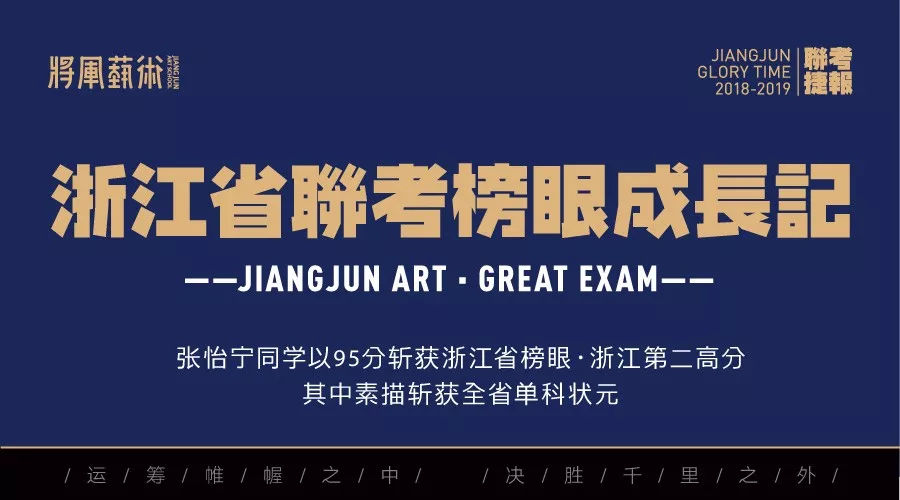 將軍藝術
JIANGJUN
ART SCHOOL
JIANGJUN
GLORY TIME
2018-2019
聯考
捷報
浙江省聯考榜眼成長記
——JIANGJUN ART · GREAT EXAM——
张怡宁同学以95分斩获浙江省榜眼·浙江第二高分
其中素描斩获全省单科状元
/ 运 / 筹 / 帷 / 幄 / 之 / 中 / / 决 / 胜 / 千 / 里 / 之 / 外 /